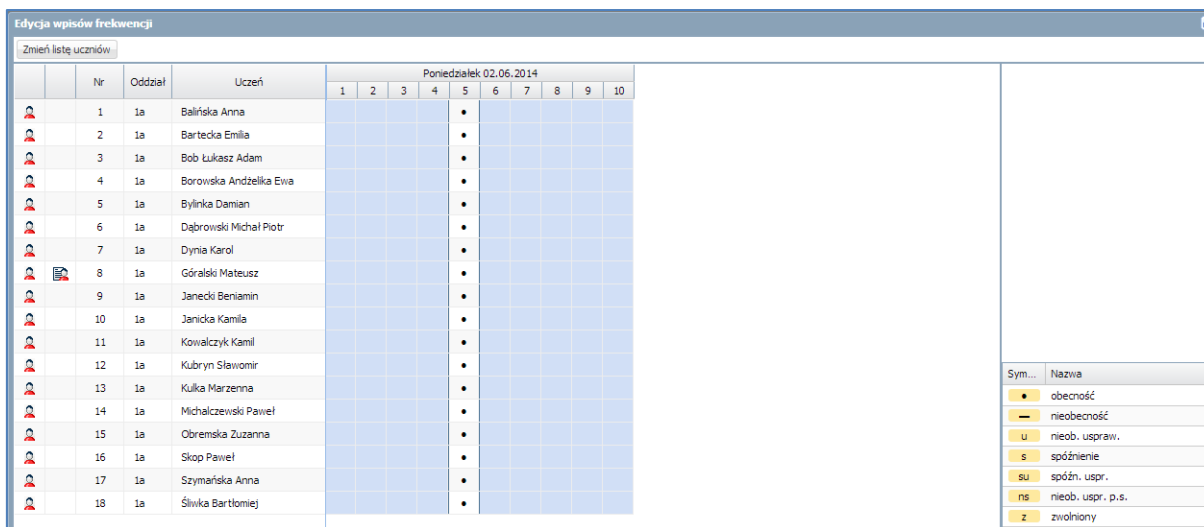 Edycja wpisów frekwencji
Zmień listę uczniów
Nr Oddział Uczeń Poniedziałek 02.06.2014
1 2 3 4 5 6 7 8 9 10
1 1a Balińska Anna •
2 1a Bartecka Emilia •
3 1a Bob Łukasz Adam •
4 1a Borowska Andżelika Ewa •
5 1a Bylinka Damian •
6 1a Dąbrowski Michał Piotr •
7 1a Dynia Karol •
8 1a Góralski Mateusz •
9 1a Janecki Beniamin •
10 1a Janicka Kamila •
11 1a Kowalczyk Kamil •
12 1a Kubryn Sławomir •
13 1a Kulka Marzenna •
14 1a Michalczewski Paweł •
15 1a Obremska Zuzanna •
16 1a Skop Paweł •
17 1a Szymańska Anna •
18 1a Śliwka Bartłomiej •
Sym... Nazwa
• obecność
— nieobecność
u nieob. uspraw.
s spóźnienie
su spóźn. uspr.
ns nieob. uspr. p.s.
z zwolniony